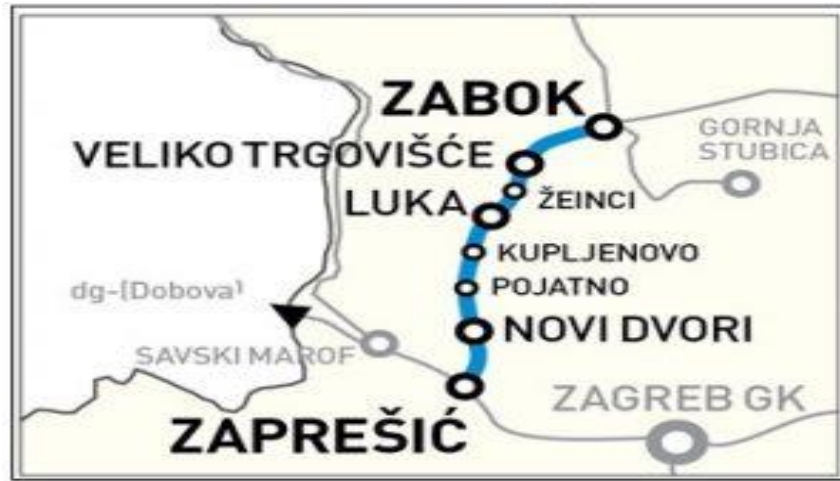 ZABOK
GORNJA
STUBICA
VELIKO TRGOVIŠĆE
ŽEINCI
LUKA
KUPLJENOVO
dg-(Dobova)
POJATNO
NOVI DVORI
SAVSKI MAROF
ZAGREB GK
ZAPREŠIĆ